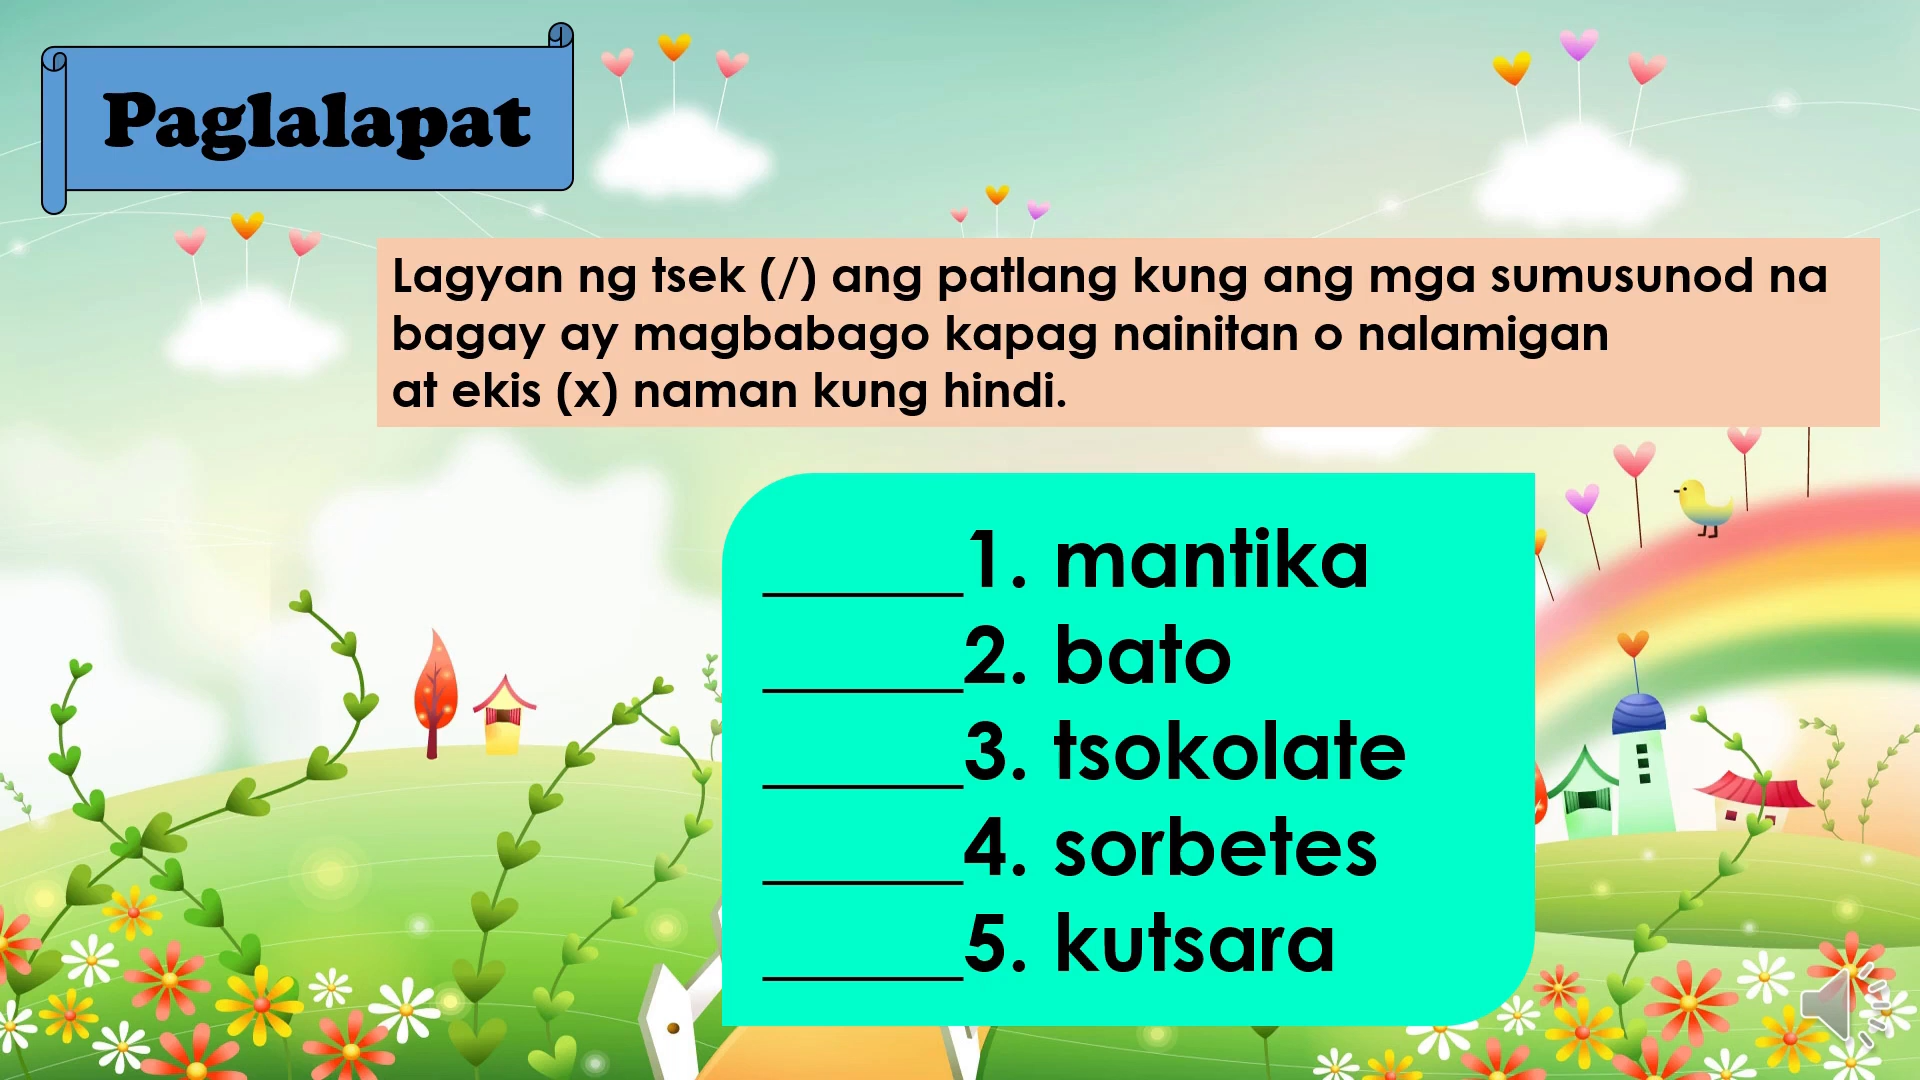 Paglalapat
Lagyan ng tsek (/) ang patlang kung ang mga sumusunod na
bagay ay magbabago kapag nainitan o nalamigan
at ekis (x) naman kung hindi.
______1. mantika
______2. bato
______3. tsokolate
______4. sorbetes
______5. kutsara